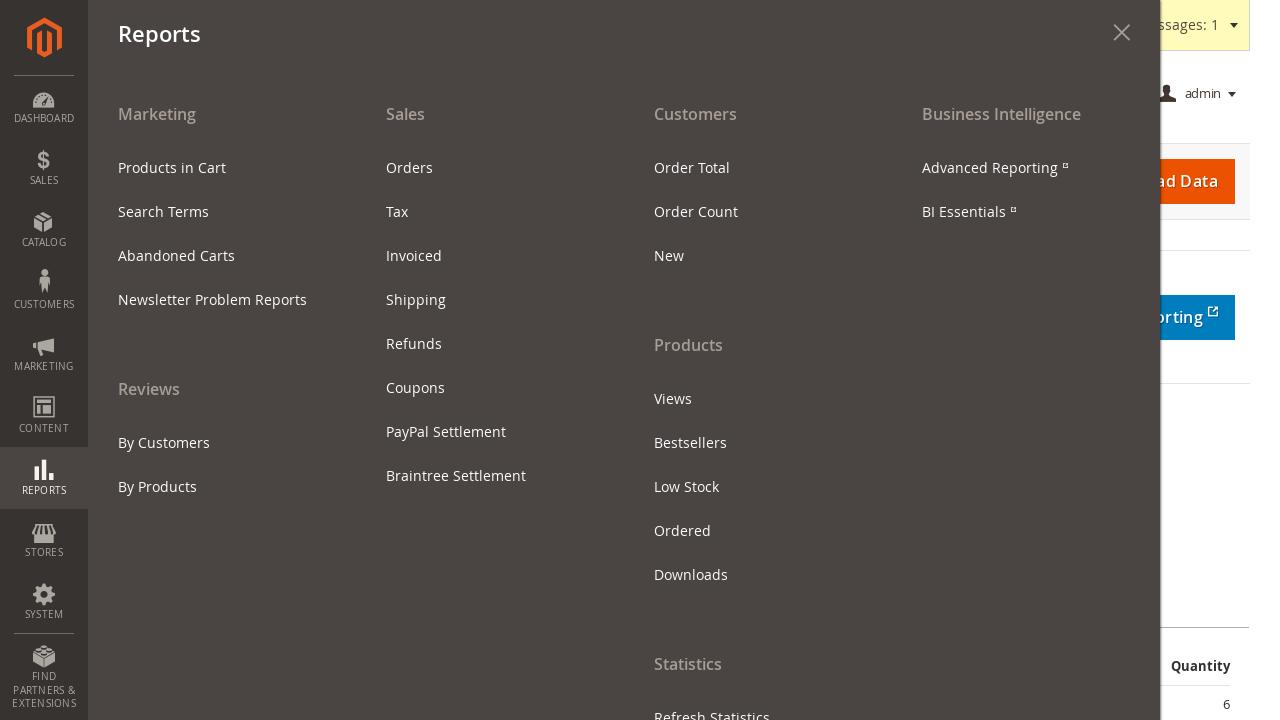 DASHBOARD
SALES
CATALOG
CUSTOMERS
MARKETING
CONTENT
REPORTS
STORES
SYSTEM
FIND
PARTNERS &
EXTENSIONS
Reports
Marketing
Products in Cart
Search Terms
Abandoned Carts
Newsletter Problem Reports
Reviews
By Customers
By Products
Sales
Orders
Tax
Invoiced
Shipping
Refunds
Coupons
PayPal Settlement
Braintree Settlement
Customers
Order Total
Order Count
New
Products
Views
Bestsellers
Low Stock
Ordered
Downloads
Statistics
Refresh Statistics
Business Intelligence
Advanced Reporting
BI Essentials
ssages: 1
admin
ad Data
orting
Quantity
6